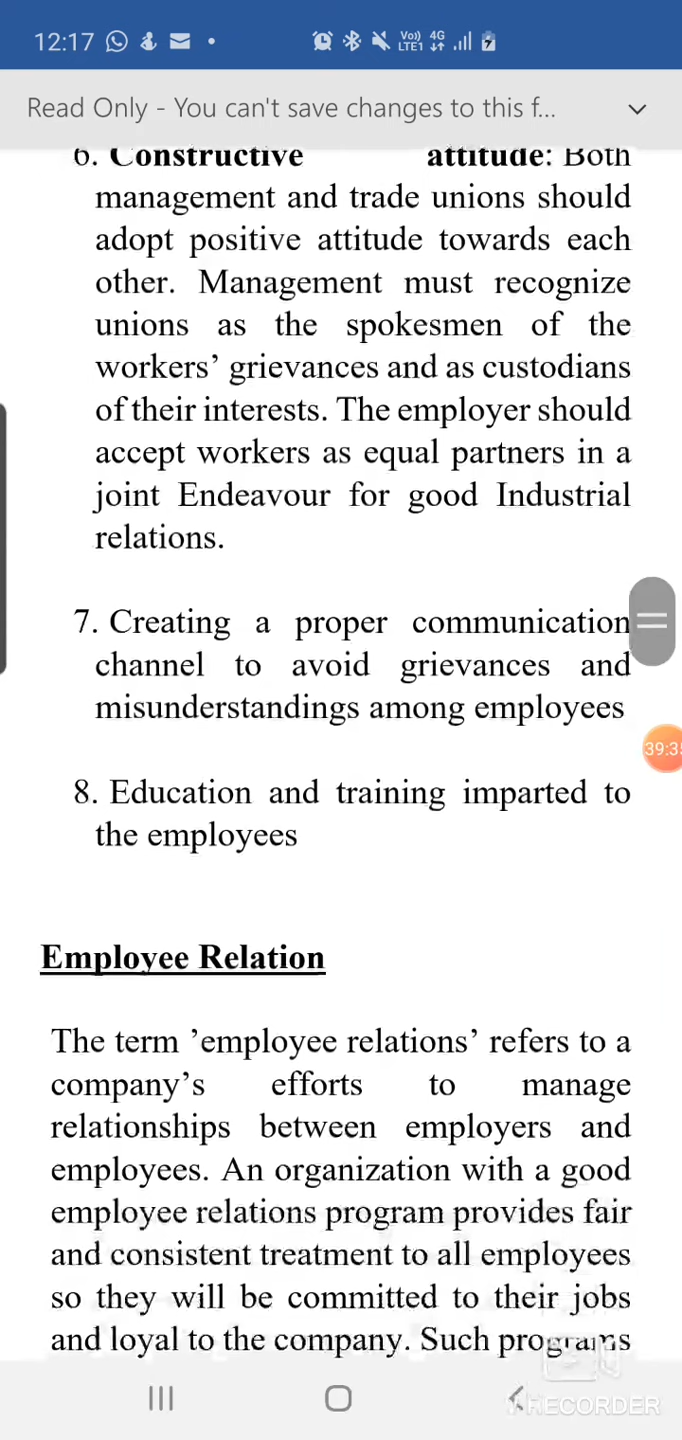 12:17
Vo)) 4G
LTE1
Read Only - You can't save changes to this f...
6. Constructive attitude: Both
management and trade unions should
adopt positive attitude towards each
other. Management must recognize
unions as the spokesmen of the
workers’ grievances and as custodians
of their interests. The employer should
accept workers as equal partners in a
joint Endeavour for good Industrial
relations.
7. Creating a proper communication
channel to avoid grievances and
misunderstandings among employees
39:3
8. Education and training imparted to
the employees
Employee Relation
The term ’employee relations’ refers to a
company’s efforts to manage
relationships between employers and
employees. An organization with a good
employee relations program provides fair
and consistent treatment to all employees
so they will be committed to their jobs
and loyal to the company. Such programs
RECORDER